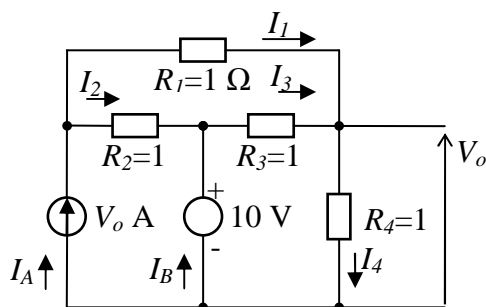 I1
R1=1 Ω
I2
I3
R2=1
R3=1
Vo
Vo A
+
10 V
-
R4=1
IA
IB
I4